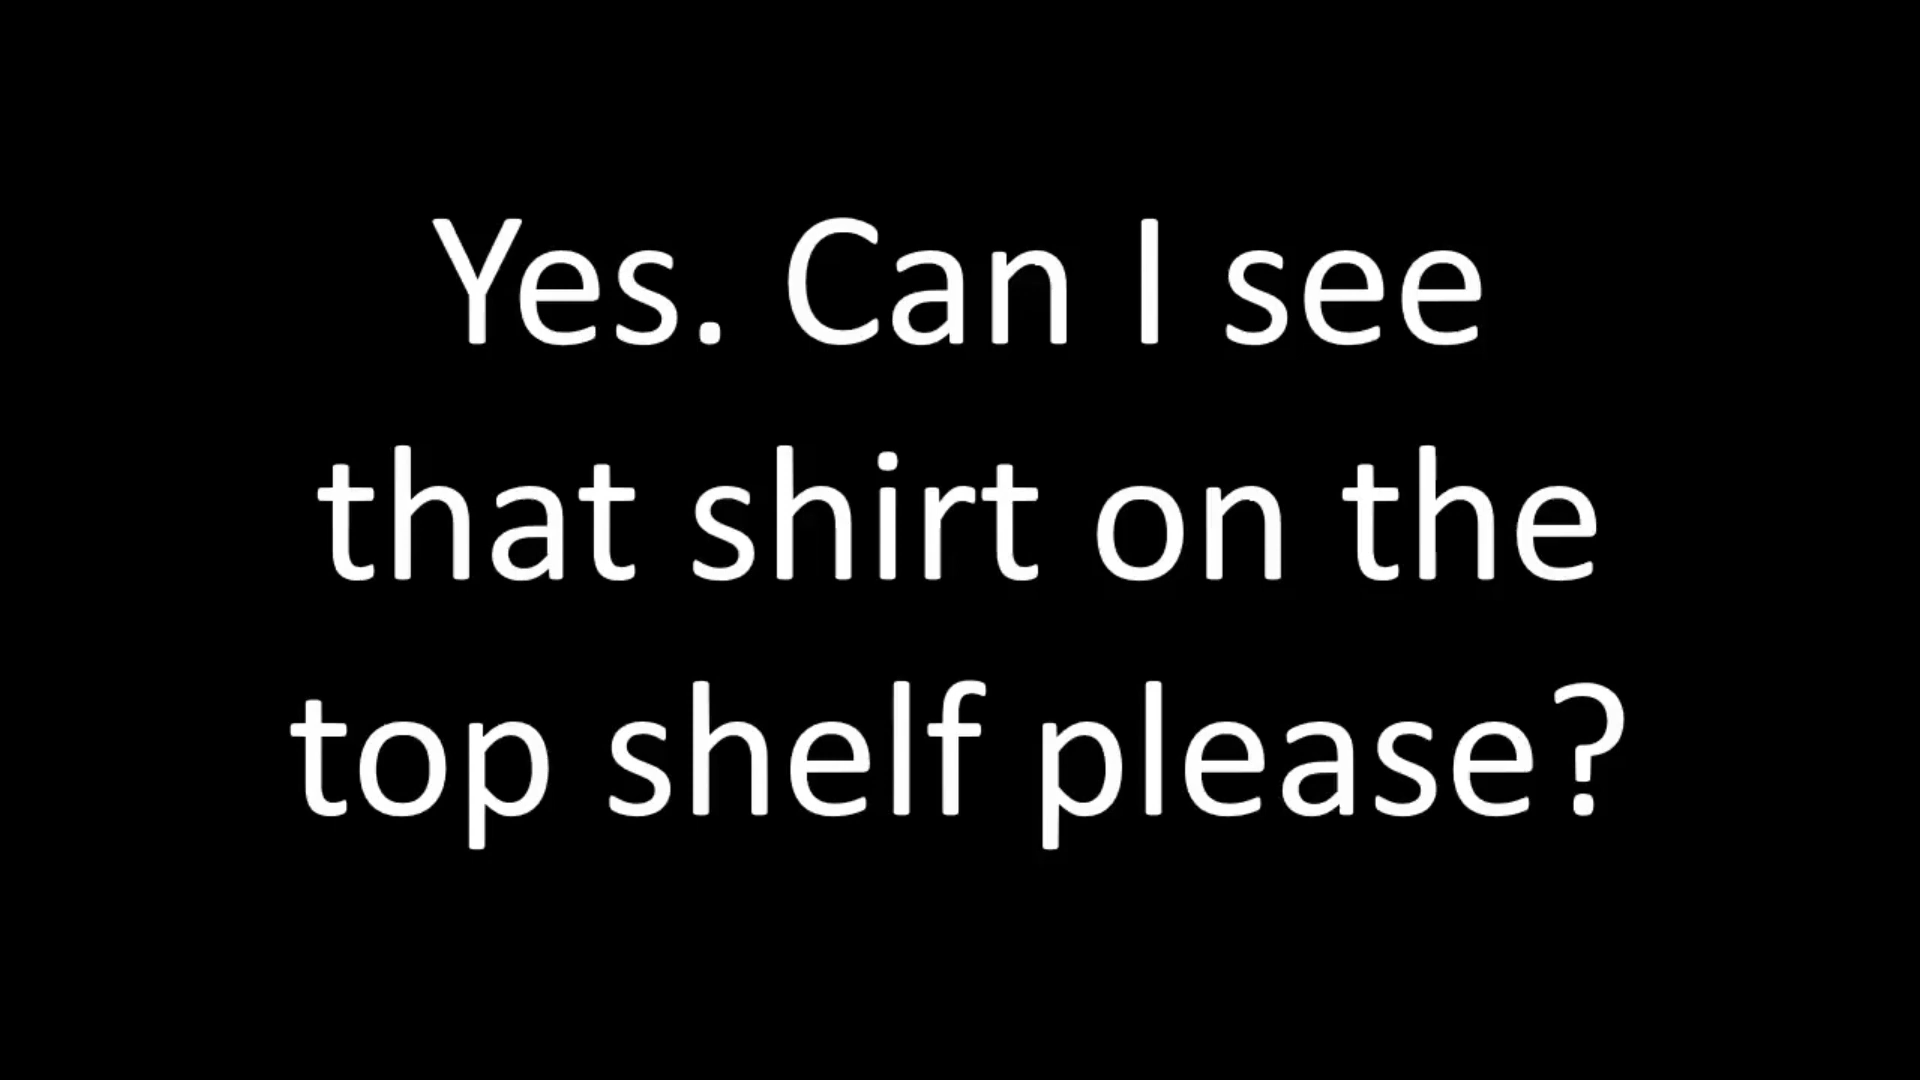 Yes. Can I see
that shirt on the
top shelf please?